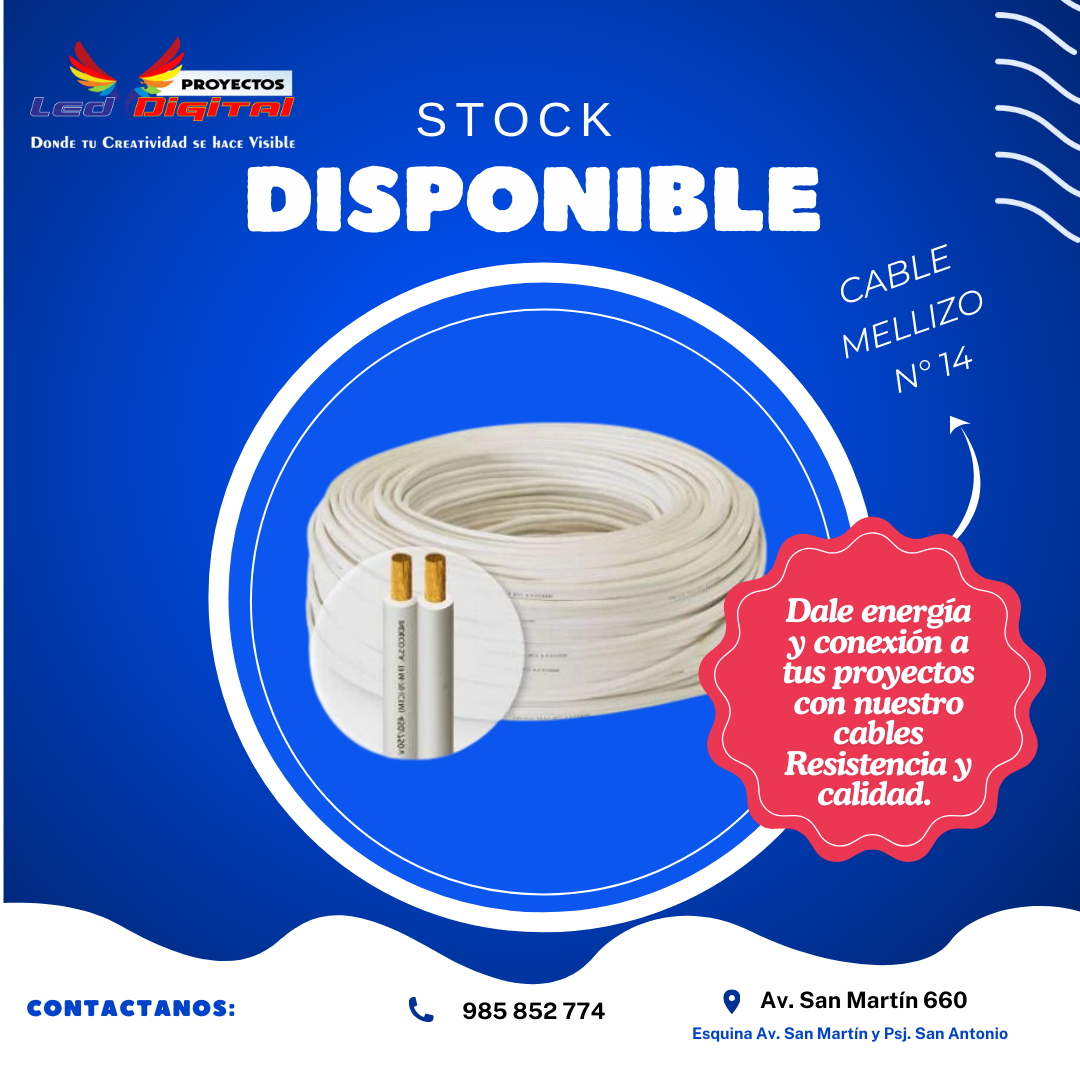 PROYECTOS
Led Digital
Donde tu Creatividad se hace Visible
STOCK
DISPONIBLE
CABLE
MELLIZO
N° 14
Dale energía
y conexión a
tus proyectos
con nuestro
cables
Resistencia y
calidad.
CONTACTANOS:
985 852 774
Av. San Martín 660
Esquina Av. San Martín y Psj. San Antonio